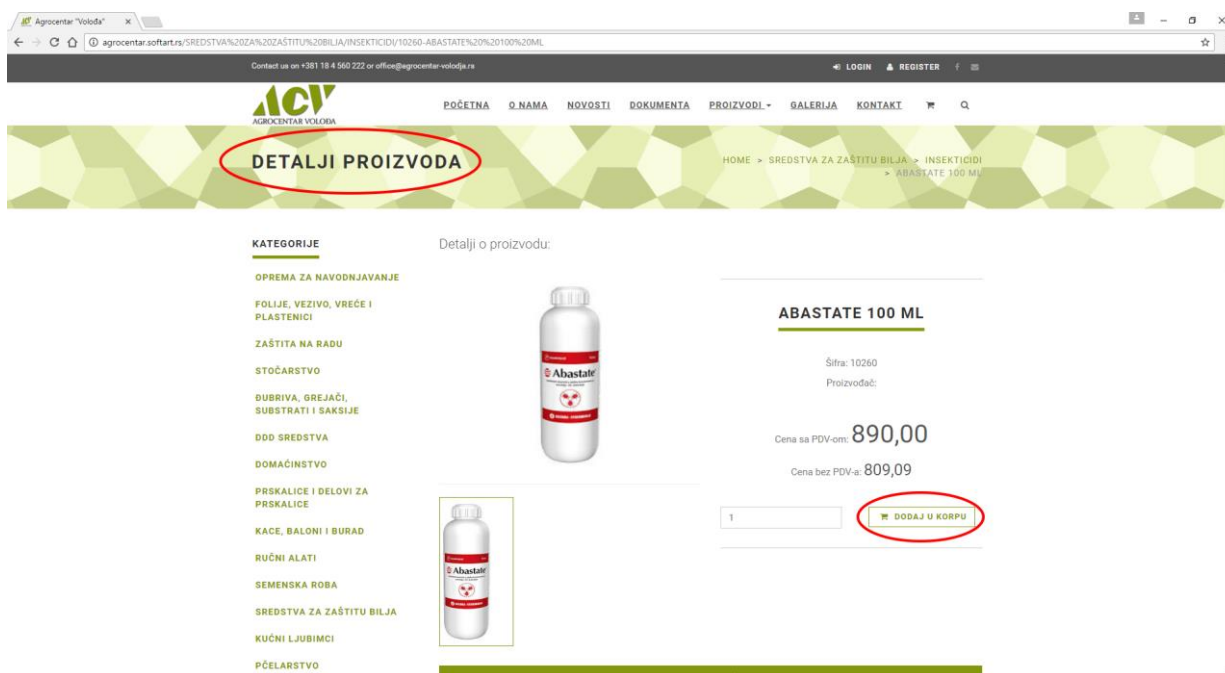 Agrocentar "Volođa"
agrocentar.softart.rs/SREDSTVA%20ZA%20ZAŠTITU%20BILJA/INSEKTICIDI/10260-ABASTATE%20%20100%20ML
Contact us on +381 18 4 560 222 or office@agrocentar-volodja.rs
LOGIN REGISTER
ACV
AGROCENTAR VOLOĐA
POČETNA O NAMA NOVOSTI DOKUMENTA PROIZVODI GALERIJA KONTAKT
DETALJI PROIZVODA
HOME > SREDSTVA ZA ZAŠTITU BILJA > INSEKTICIDI
> ABASTATE 100 ML
KATEGORIJE
OPREMA ZA NAVODNJAVANJE
FOLIJE, VEZIVO, VREĆE I
PLASTENICI
ZAŠTITA NA RADU
STOČARSTVO
ĐUBRIVA, GREJAČI,
SUBSTRATI I SAKSIJE
DDD SREDSTVA
DOMAĆINSTVO
PRSKALICE I DELOVI ZA
PRSKALICE
KACE, BALONI I BURAD
RUČNI ALATI
SEMENSKA ROBA
SREDSTVA ZA ZAŠTITU BILJA
KUĆNI LJUBIMCI
PČELARSTVO
Detalji o proizvodu:
Abastate
Abastate
ABASTATE 100 ML
Šifra: 10260
Proizvođač:
Cena sa PDV-om: 890,00
Cena bez PDV-a: 809,09
1
DODAJ U KORPU